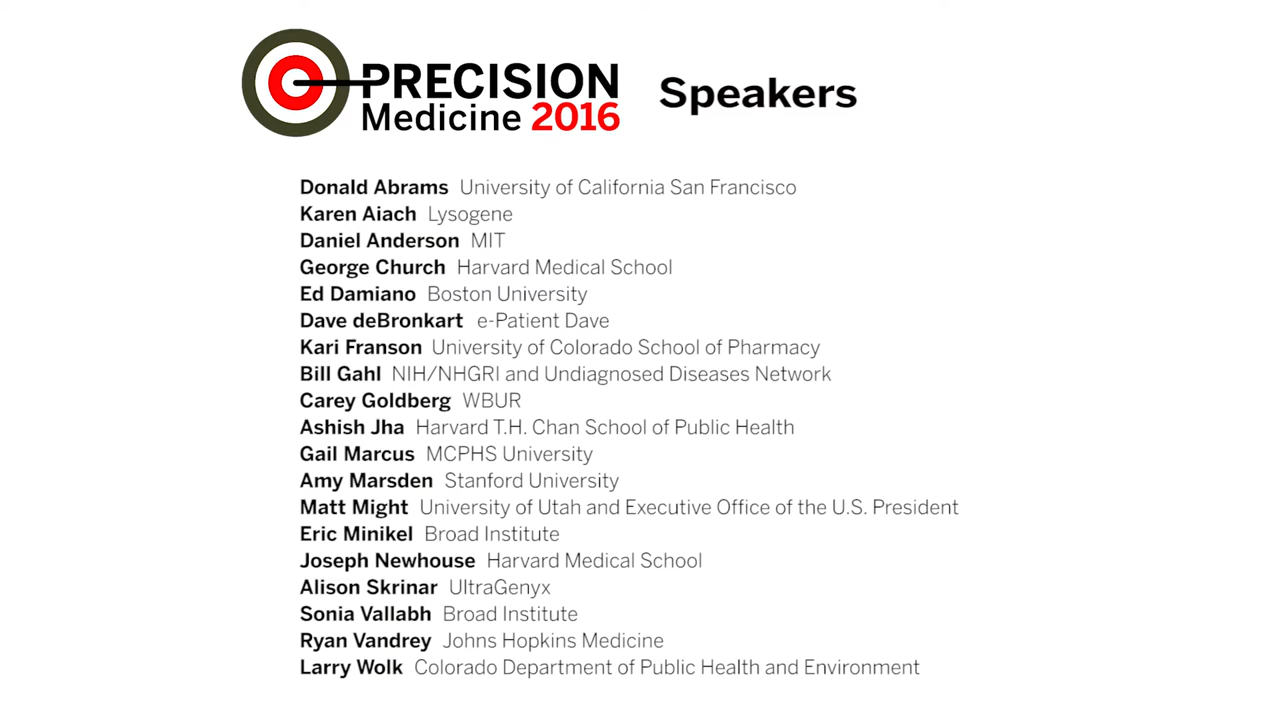 PRECISION
Medicine 2016
Speakers
Donald Abrams University of California San Francisco
Karen Aiach Lysogene
Daniel Anderson MIT
George Church Harvard Medical School
Ed Damiano Boston University
Dave deBronkart e-Patient Dave
Kari Franson University of Colorado School of Pharmacy
Bill Gahl NIH/NHGRI and Undiagnosed Diseases Network
Carey Goldberg WBUR
Ashish Jha Harvard T.H. Chan School of Public Health
Gail Marcus MCPHS University
Amy Marsden Stanford University
Matt Might University of Utah and Executive Office of the U.S. President
Eric Minikel Broad Institute
Joseph Newhouse Harvard Medical School
Alison Skrinar UltraGenyx
Sonia Vallabh Broad Institute
Ryan Vandrey Johns Hopkins Medicine
Larry Wolk Colorado Department of Public Health and Environment